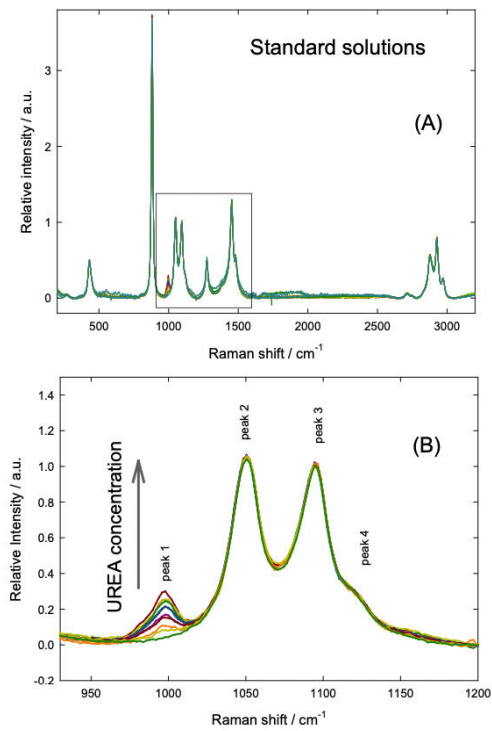 Standard solutions
(A)
Relative intensity / a.u.
3
2
1
0
500
1000
1500
2000
2500
3000
Raman shift / cm-1
(B)
UREA concentration
peak 1
peak 2
peak 3
peak 4
Relative Intensity / a.u.
1.4
1.2
1.0
0.8
0.6
0.4
0.2
0.0
-0.2
950
1000
1050
1100
1150
1200
Raman shift / cm-1